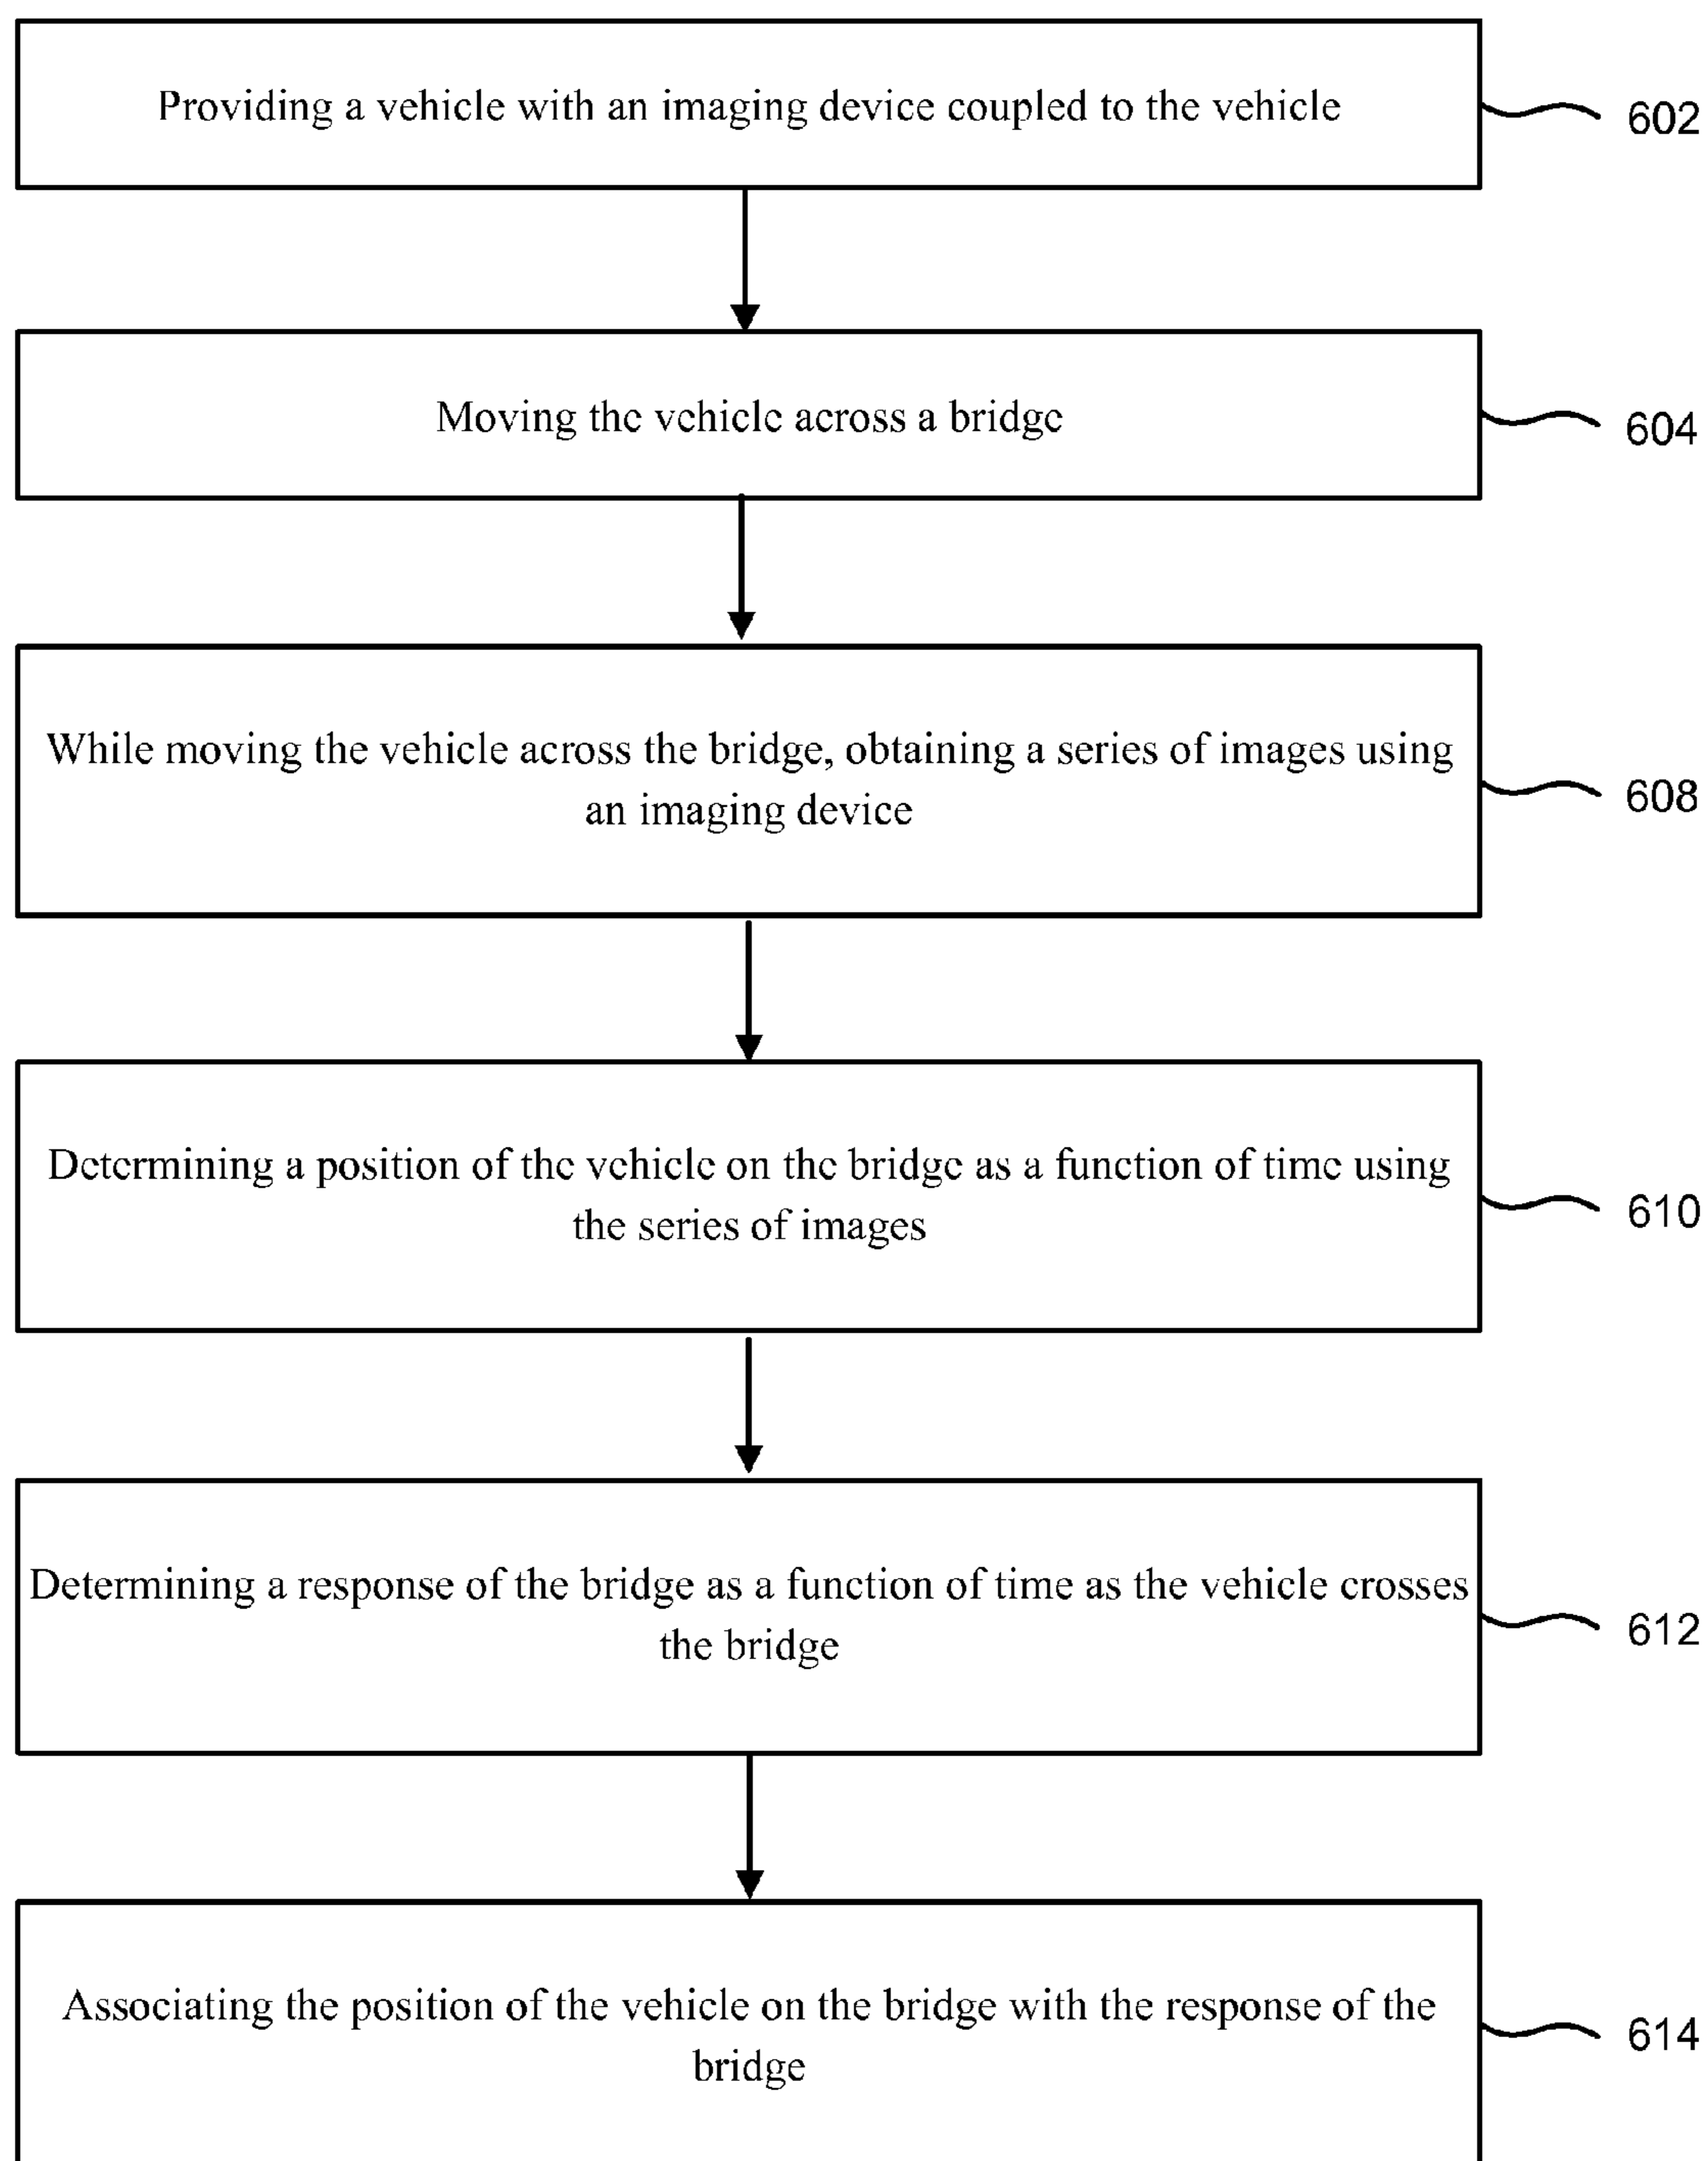 Providing a vehicle with an imaging device coupled to the vehicle
602
Moving the vehicle across a bridge
604
While moving the vehicle across the bridge, obtaining a series of images using
an imaging device
608
Determining a position of the vehicle on the bridge as a function of time using
the series of images
610
Determining a response of the bridge as a function of time as the vehicle crosses
the bridge
612
Associating the position of the vehicle on the bridge with the response of the
bridge
614